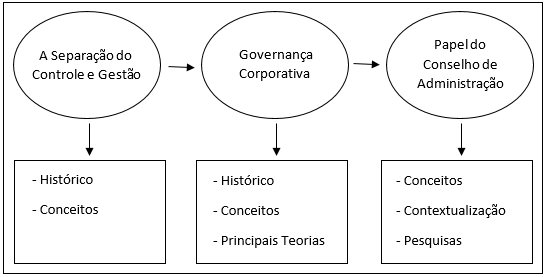 A Separação do
Controle e Gestão
Governança
Corporativa
Papel do
Conselho de
Administração
- Histórico
- Conceitos
- Histórico
- Conceitos
- Principais Teorias
- Conceitos
- Contextualização
- Pesquisas